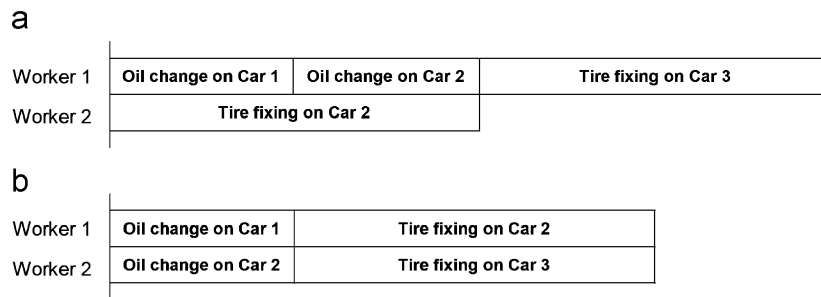 a
Worker 1 Oil change on Car 1 Oil change on Car 2 Tire fixing on Car 3
Worker 2 Tire fixing on Car 2
b
Worker 1 Oil change on Car 1 Tire fixing on Car 2
Worker 2 Oil change on Car 2 Tire fixing on Car 3